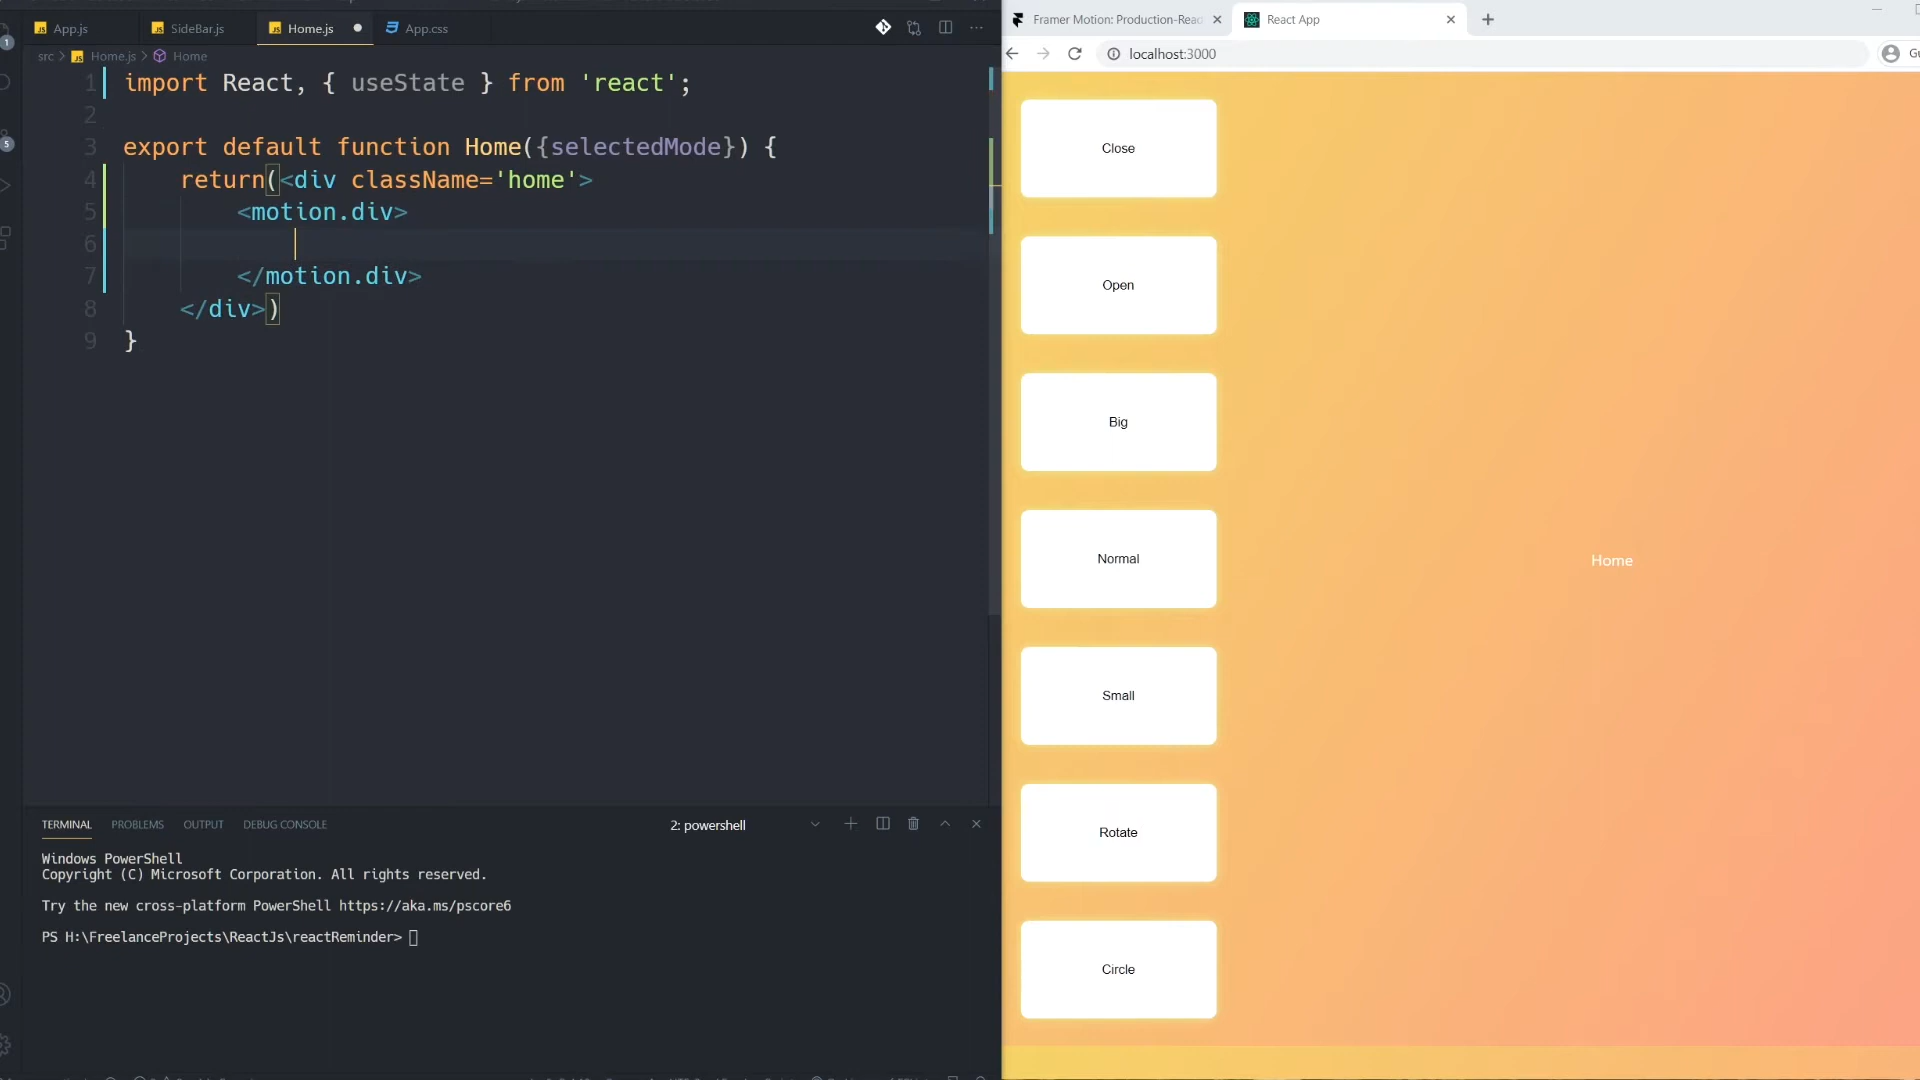 App.js
SideBar.js
Home.js
App.css
src > Home.js > Home
1 import React, { useState } from 'react';
2
3 export default function Home({selectedMode}) {
4 return(<div className='home'>
5 <motion.div>
6
7 </motion.div>
8 </div>)
9 }
1
5
TERMINAL PROBLEMS OUTPUT DEBUG CONSOLE
2: powershell
Windows PowerShell
Copyright (C) Microsoft Corporation. All rights reserved.
Try the new cross-platform PowerShell https://aka.ms/pscore6
PS H:\FreelanceProjects\ReactJs\reactReminder>
Framer Motion: Production-Read
React App
localhost:3000
Close
Open
Big
Normal
Small
Rotate
Circle
Home